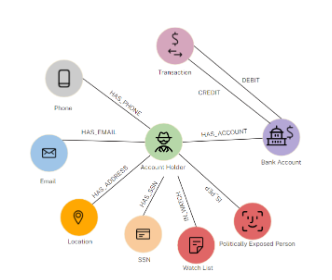 $
Transaction
DEBIT
CREDIT
Phone
HAS_PHONE
$
HAS_EMAIL
HAS_ACCOUNT
Bank Account
Email
Account Holder
HAS_ADDRESS
HAS_SSN
BL_WATCH
IS_PEP
Location
SSN
Politically Exposed Person
Watch List